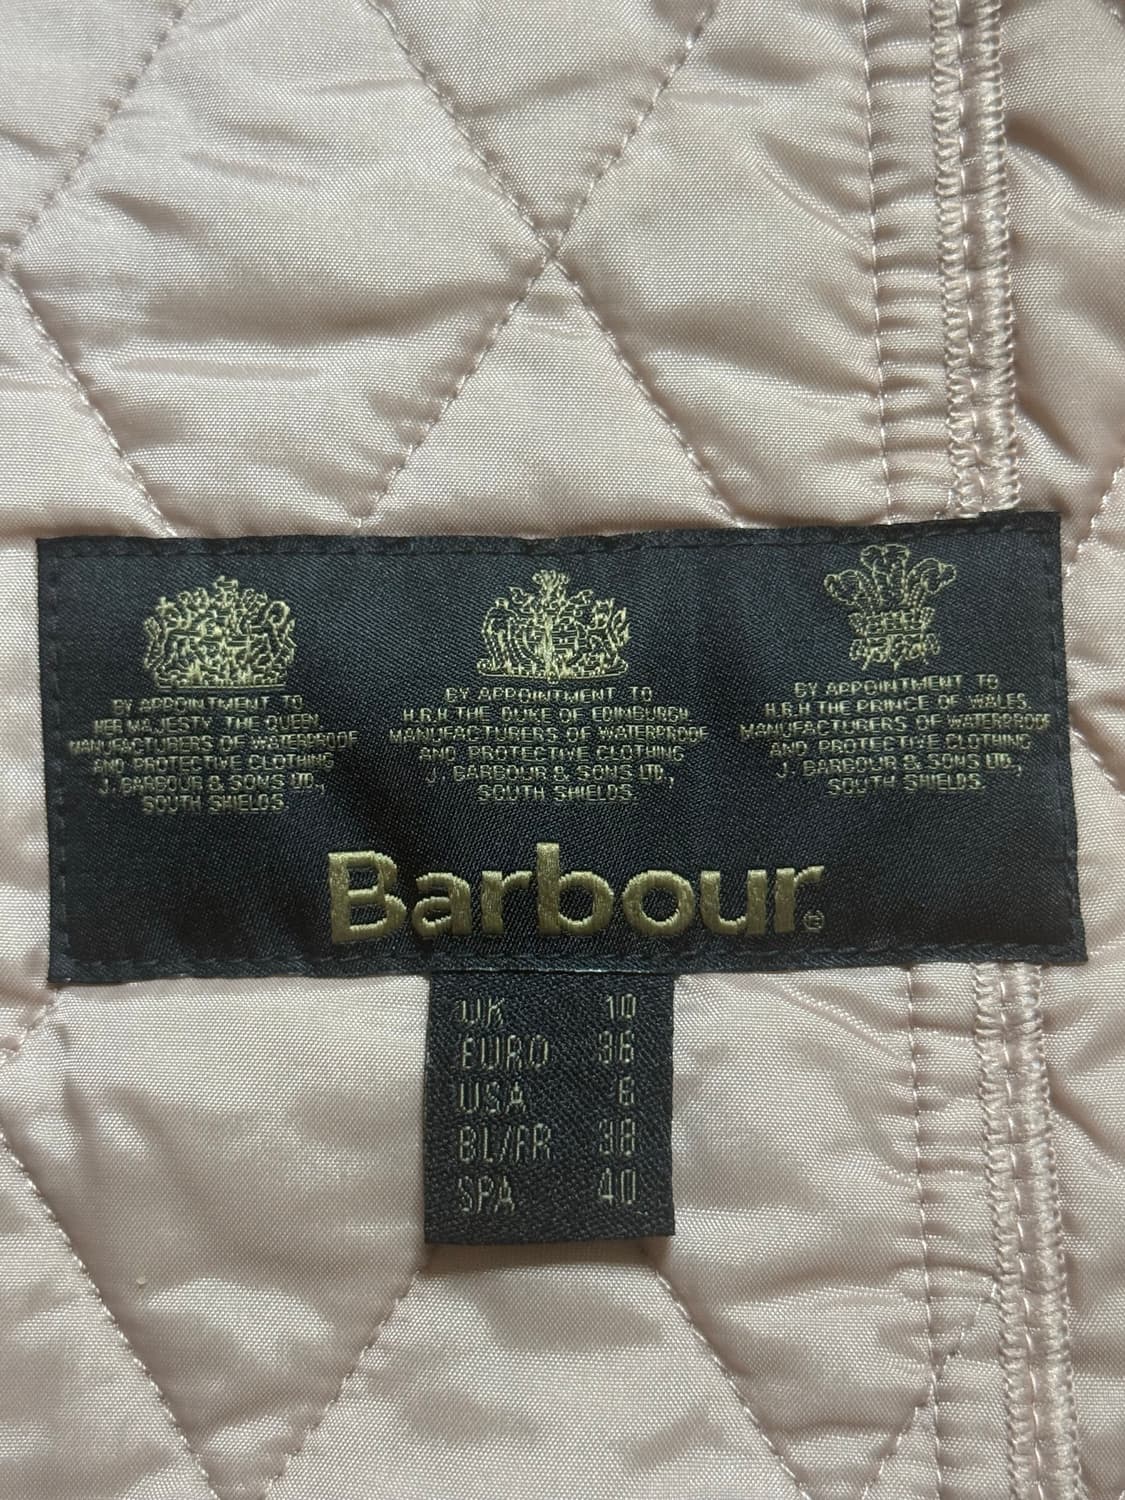 BY APPOINTMENT TO
HER MAJESTY THE QUEEN
MANUFACTURERS OF WATERPROOF
AND PROTECTIVE CLOTHING
J. BARBOUR & SONS LTD.,
SOUTH SHIELDS.
BY APPOINTMENT TO
H.R.H THE DUKE OF EDINBURGH
MANUFACTURERS OF WATERPROOF
AND PROTECTIVE CLOTHING
J. BARBOUR & SONS LTD.,
SOUTH SHIELDS.
BY APPOINTMENT TO
H.R.H THE PRINCE OF WALES
MANUFACTURERS OF WATERPROOF
AND PROTECTIVE CLOTHING
J. BARBOUR & SONS LTD.,
SOUTH SHIELDS.
Barbour®
UK 10
EURO 36
USA 6
BL/FR 38
SPA 40